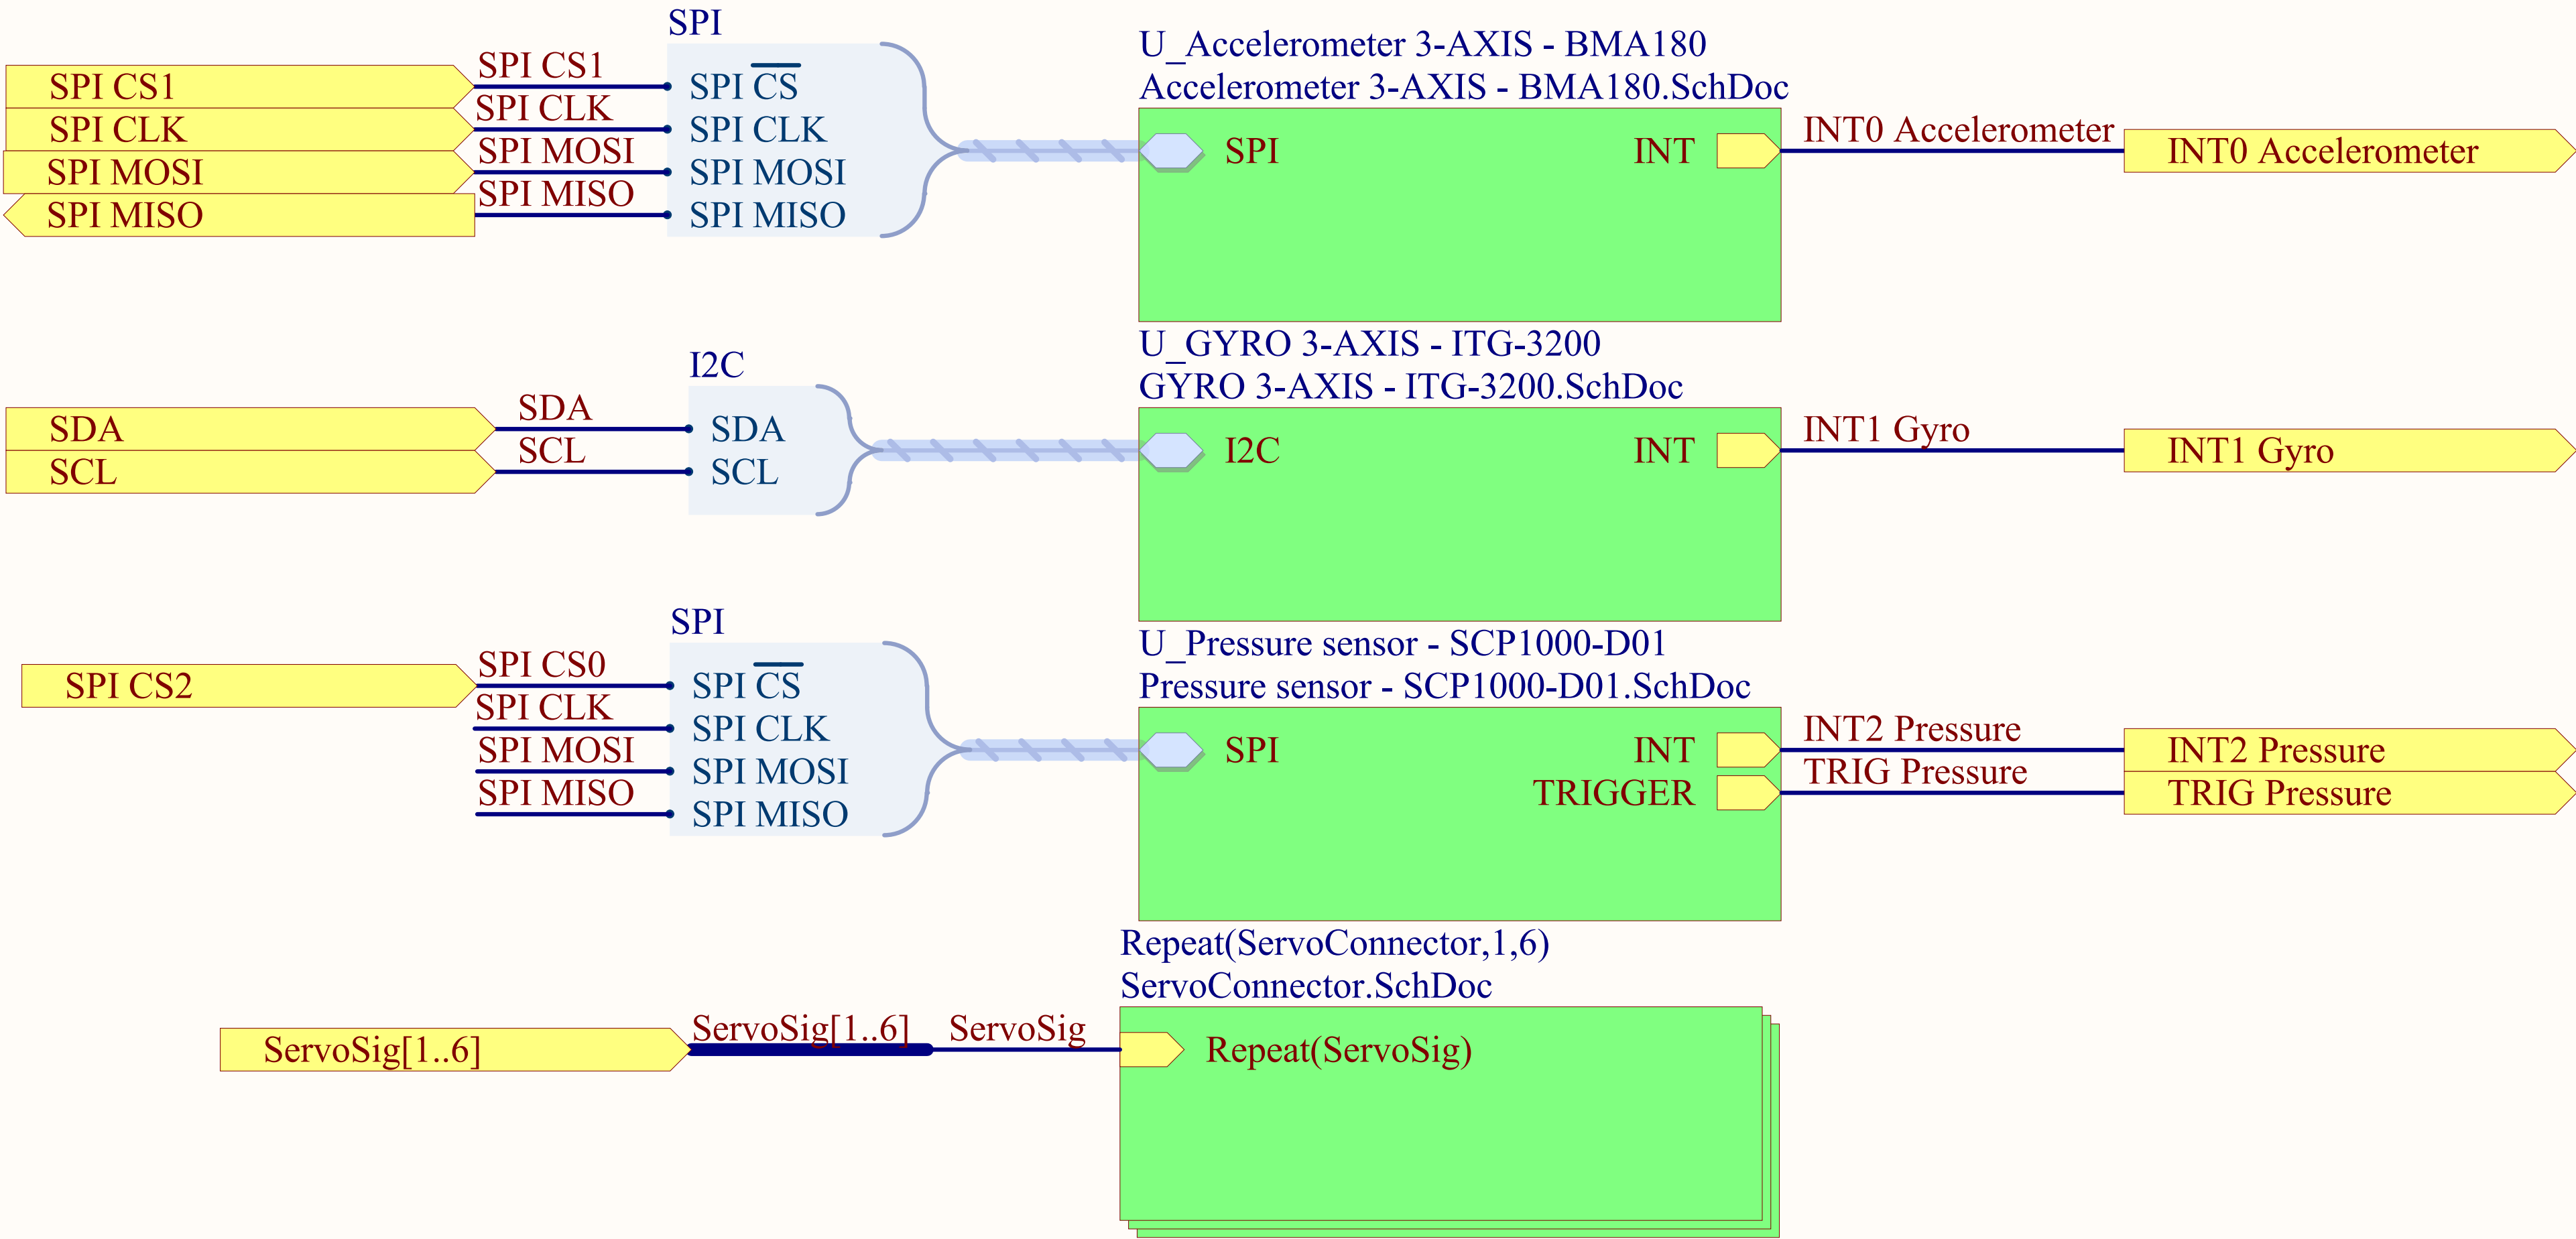 SPI
SPI CS1
SPI CS1
SPI CS
SPI CLK
SPI CLK
SPI CLK
SPI MOSI
SPI MOSI
SPI MOSI
SPI MISO
SPI MISO
SPI MISO
U_Accelerometer 3-AXIS - BMA180
Accelerometer 3-AXIS - BMA180.SchDoc
SPI
INT
INT0 Accelerometer
INT0 Accelerometer
I2C
SDA
SDA
SDA
SCL
SCL
SCL
U_GYRO 3-AXIS - ITG-3200
GYRO 3-AXIS - ITG-3200.SchDoc
I2C
INT
INT1 Gyro
INT1 Gyro
SPI
SPI CS2
SPI CS0
SPI CS
SPI CLK
SPI CLK
SPI MOSI
SPI MOSI
SPI MISO
SPI MISO
U_Pressure sensor - SCP1000-D01
Pressure sensor - SCP1000-D01.SchDoc
SPI
INT
INT2 Pressure
INT2 Pressure
TRIGGER
TRIG Pressure
TRIG Pressure
Repeat(ServoConnector,1,6)
ServoConnector.SchDoc
ServoSig[1..6]
ServoSig[1..6]
ServoSig
Repeat(ServoSig)